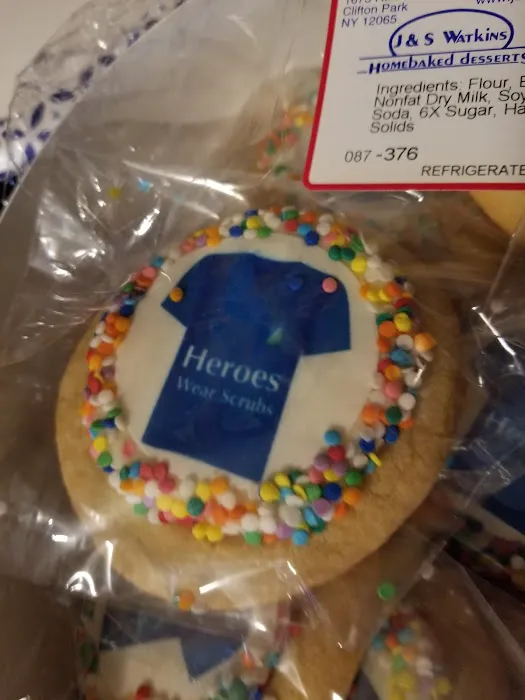 Clifton Park
NY 12065
J & S WATKINS
HOMEBAKED DESSERTS
Ingredients: Flour,
Nonfat Dry Milk, Soy
Soda, 6X Sugar,
Solids
087 -376
REFRIGERATE
Heroes
Wear Scrubs